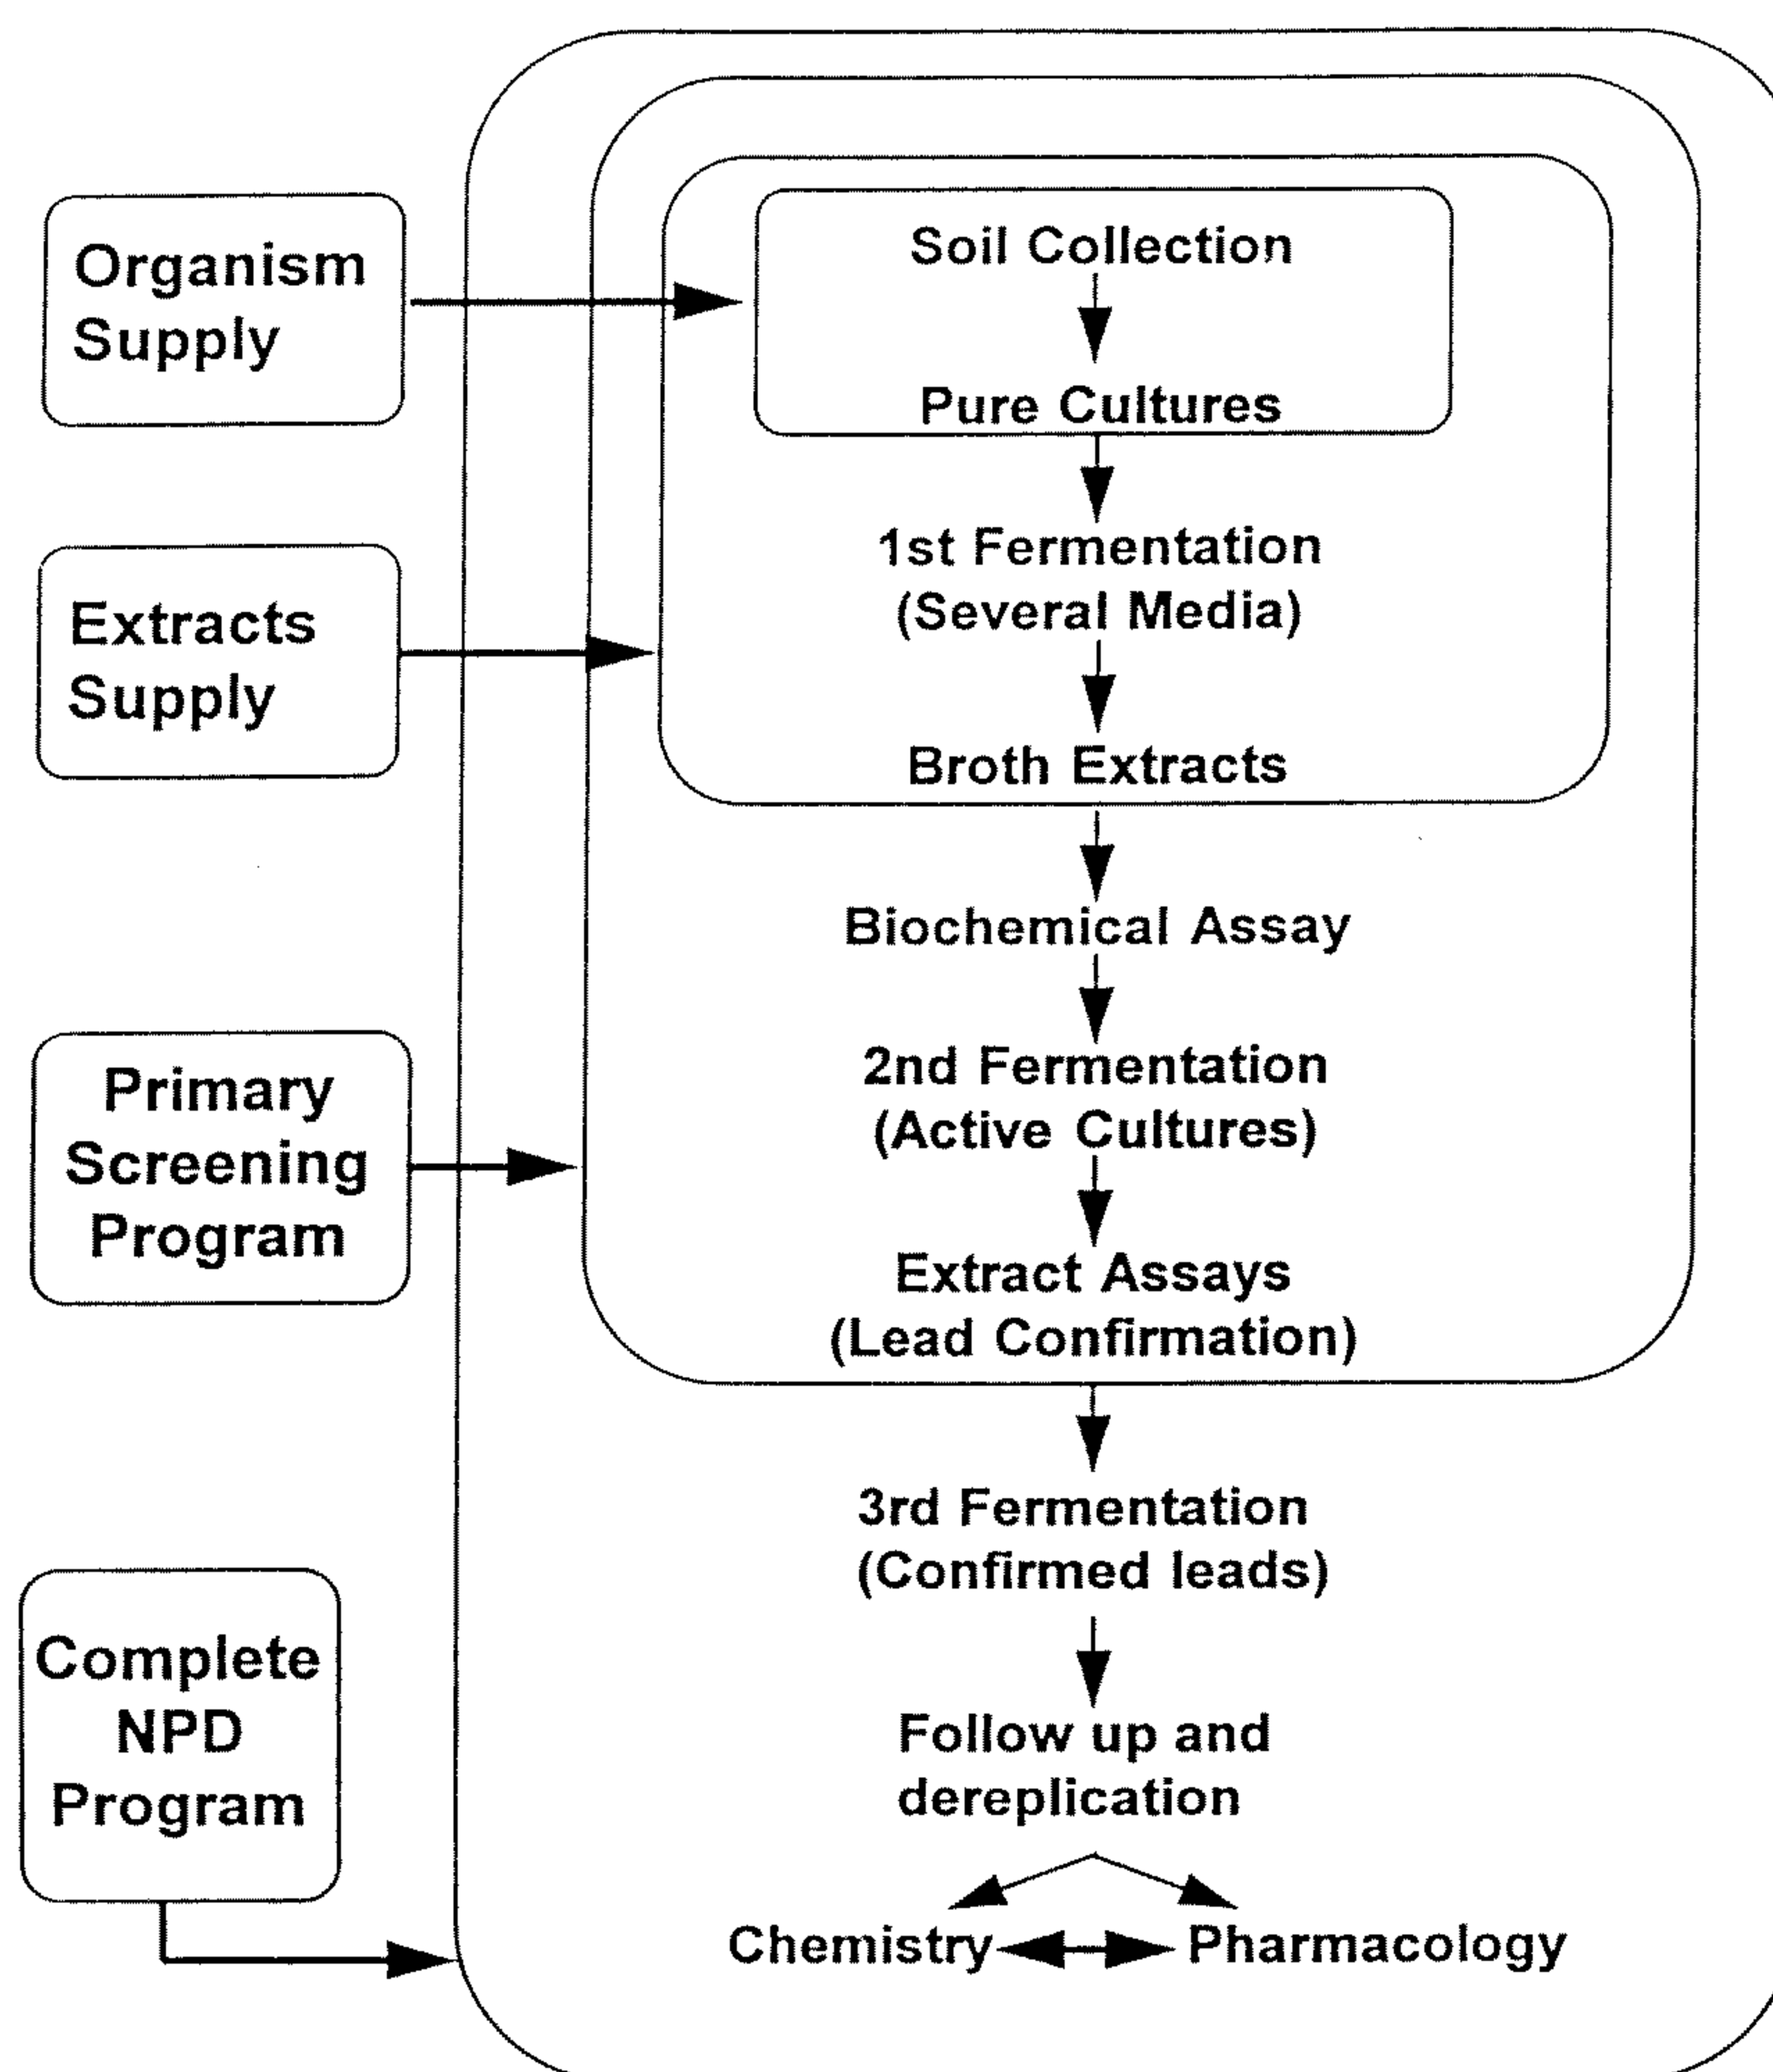 Organism
Supply
Soil Collection
Pure Cultures
1st Fermentation
(Several Media)
Extracts
Supply
Broth Extracts
Biochemical Assay
2nd Fermentation
(Active Cultures)
Primary
Screening
Program
Extract Assays
(Lead Confirmation)
3rd Fermentation
(Confirmed leads)
Complete
NPD
Program
Follow up and
dereplication
Chemistry
Pharmacology